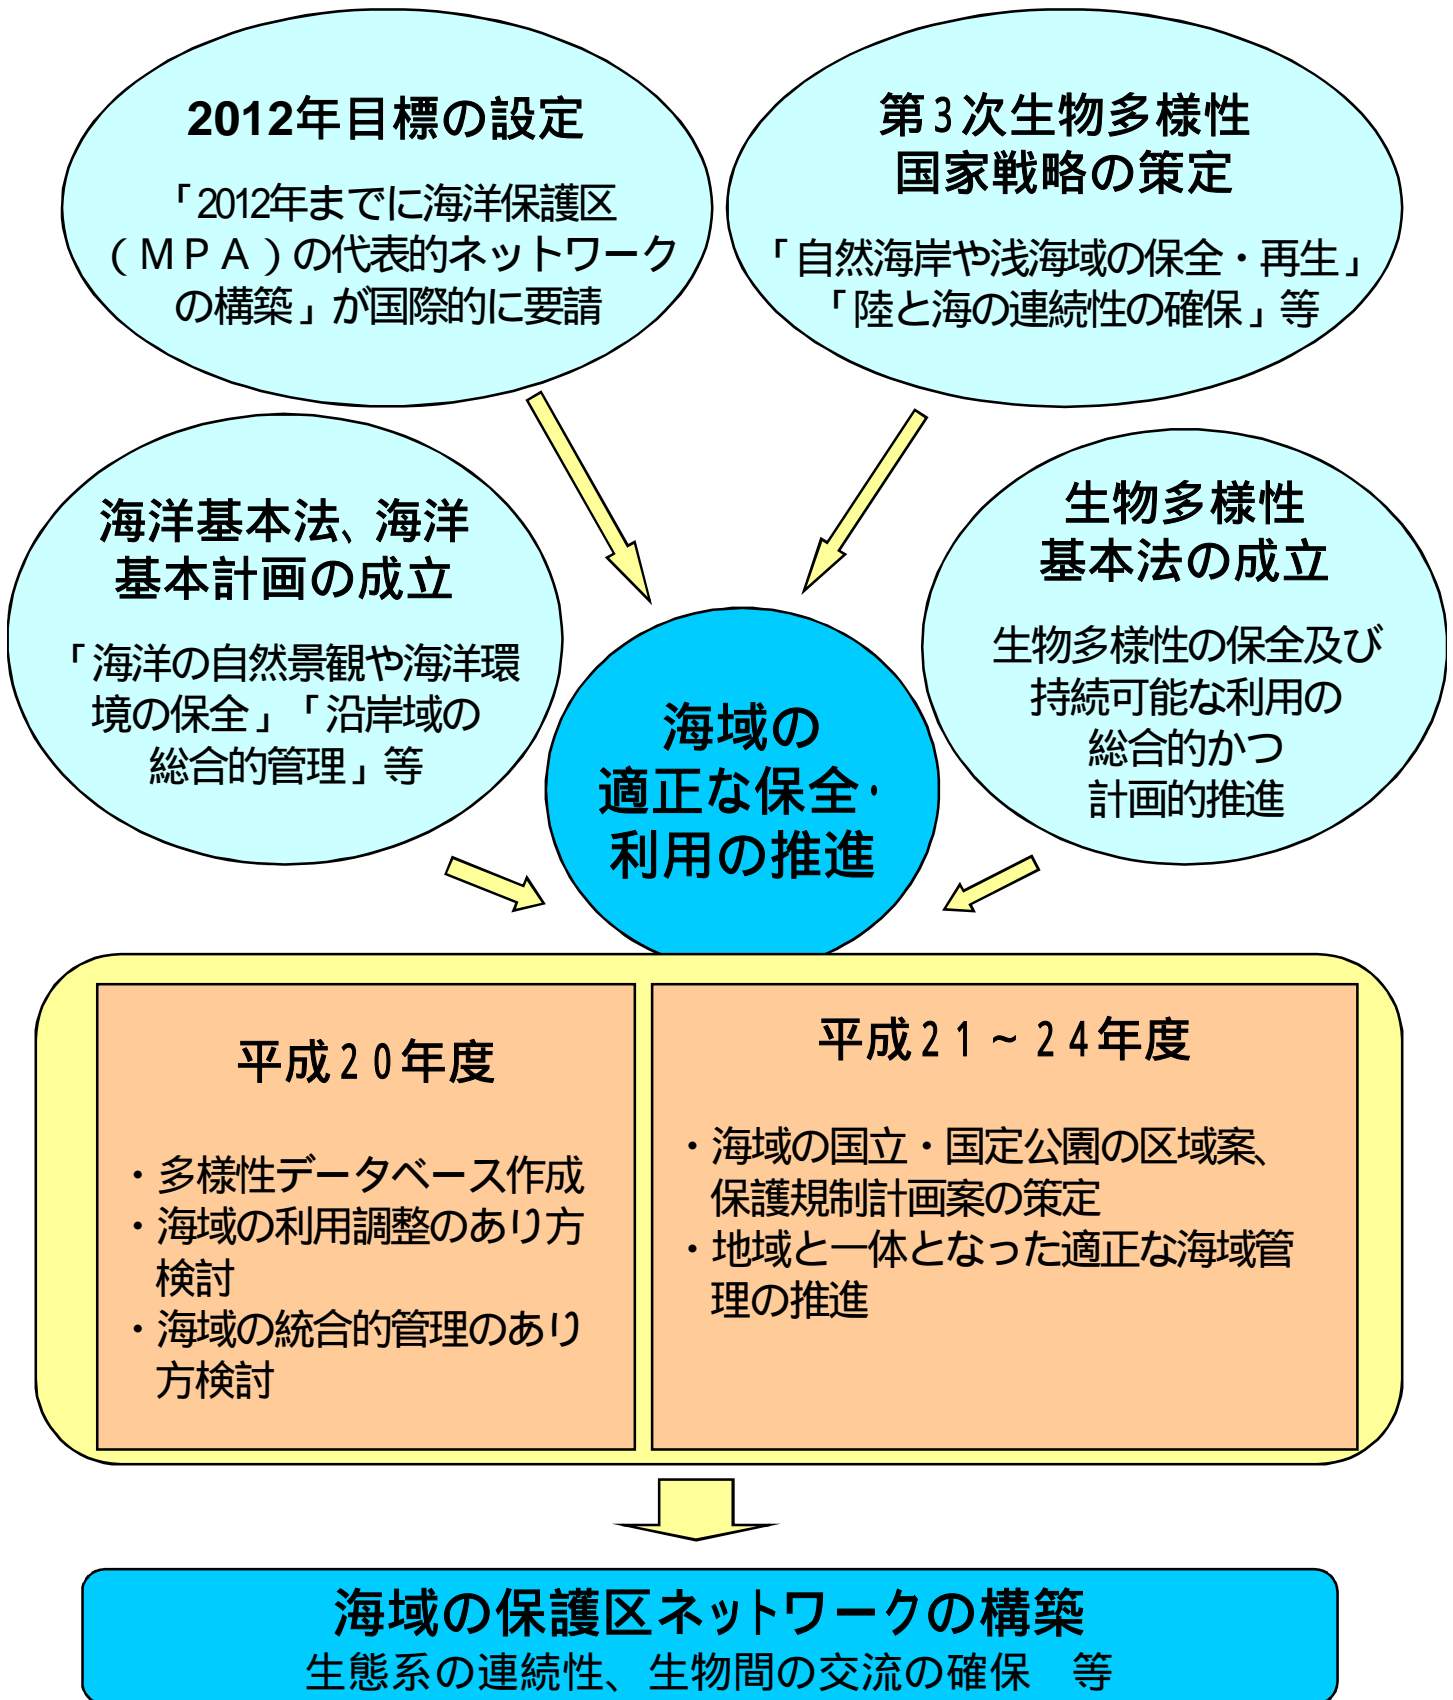 2012年目標の設定
「2012年までに海洋保護区
(MPA)の代表的ネットワーク
の構築」が国際的に要請
第3次生物多様性
国家戦略の策定
「自然海岸や浅海域の保全・再生」
「陸と海の連続性の確保」等
海洋基本法、海洋
基本計画の成立
「海洋の自然景観や海洋環
境の保全」「沿岸域の
総合的管理」等
生物多様性
基本法の成立
生物多様性の保全及び
持続可能な利用の
総合的かつ
計画的推進
海域の
適正な保全・
利用の推進
平成20年度
・多様性データベース作成
・海域の利用調整のあり方
検討
・海域の統合的管理のあり
方検討
平成21~24年度
・海域の国立・国定公園の区域案、
保護規制計画案の策定
・地域と一体となった適正な海域管
理の推進
海域の保護区ネットワークの構築
生態系の連続性、生物間の交流の確保 等